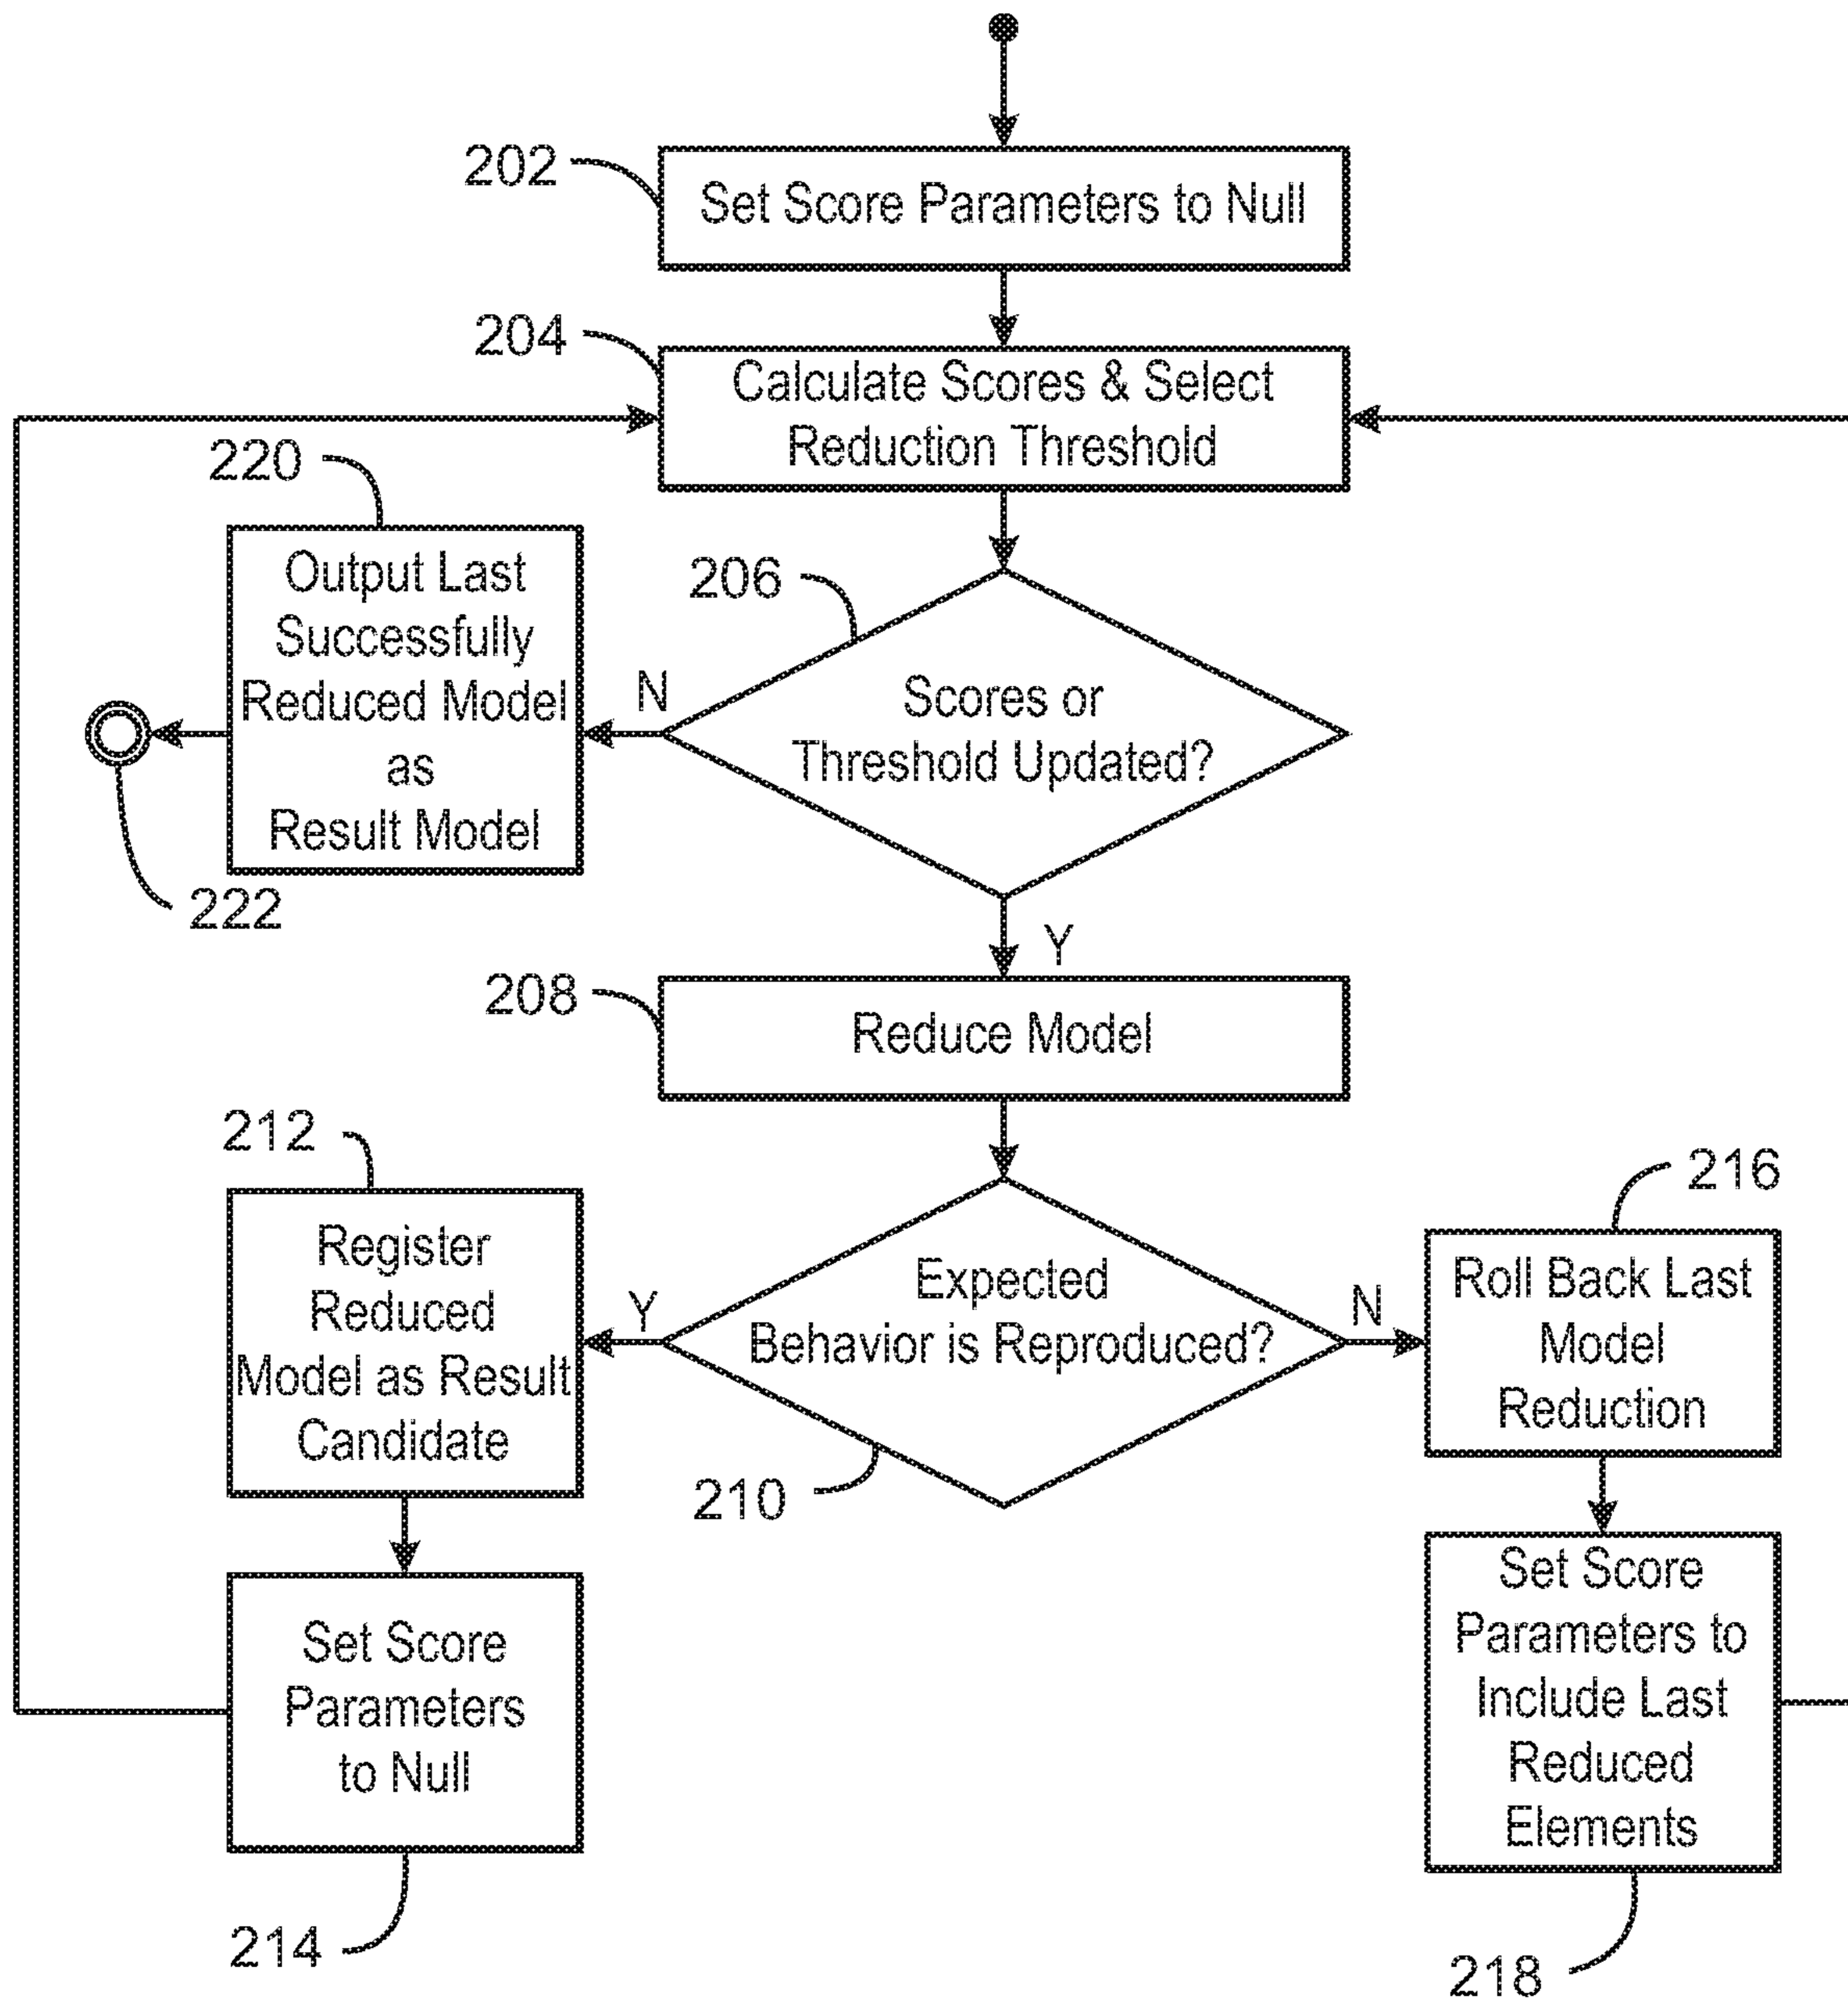 202
Set Score Parameters to Null
204
Calculate Scores & Select
Reduction Threshold
220
Output Last
Successfully
Reduced Model
as
Result Model
222
206
Scores or
Threshold Updated?
N
Y
208
Reduce Model
212
Register
Reduced
Model as Result
Candidate
Y
Expected
Behavior is Reproduced?
N
210
216
Roll Back Last
Model
Reduction
Set Score
Parameters
to Null
214
Set Score
Parameters to
Include Last
Reduced
Elements
218